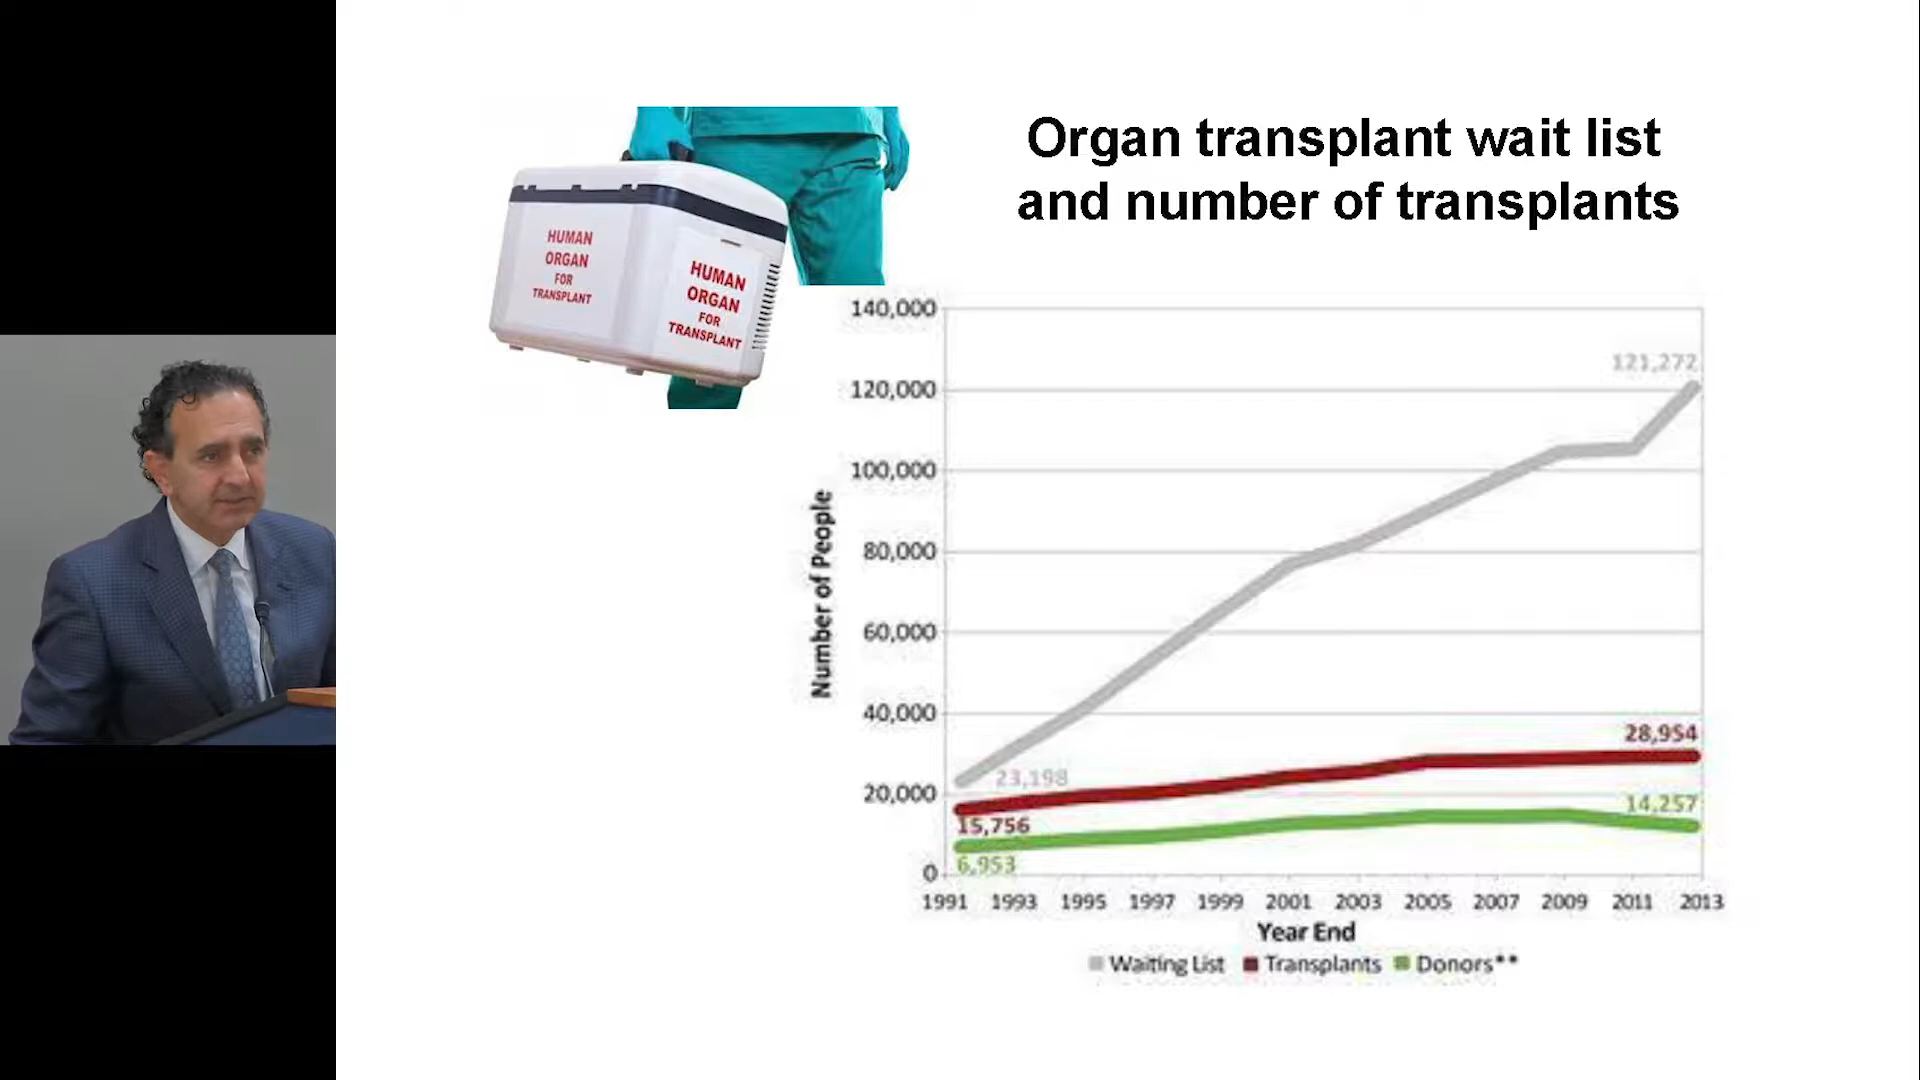 Organ transplant wait list
and number of transplants
HUMAN
ORGAN
FOR
TRANSPLANT
HUMAN
ORGAN
FOR
TRANSPLANT
140,000
120,000
100,000
80,000
60,000
40,000
20,000
0
Number of People
121,272
23,198
28,954
15,756
14,257
6,953
1991 1993 1995 1997 1999 2001 2003 2005 2007 2009 2011 2013
Year End
Waiting List Transplants Donors**